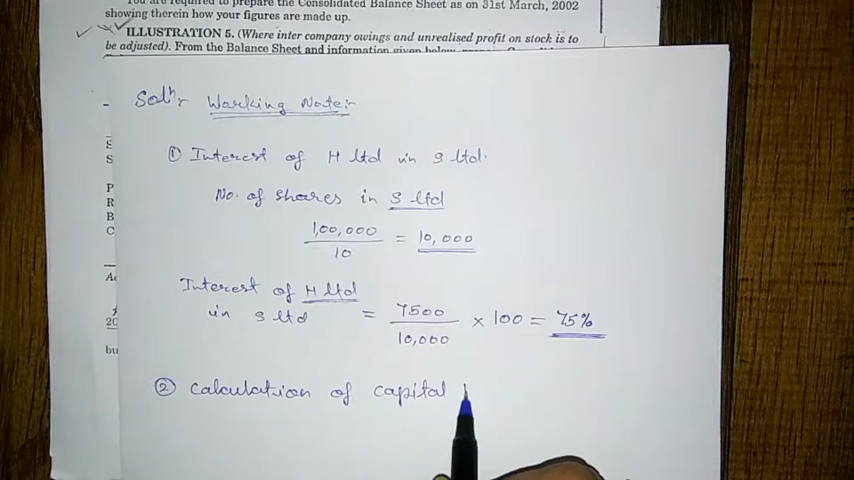 You are required to prepare the Consolidated Balance Sheet as on 31st March, 2002
showing therein how your figures are made up.
ILLUSTRATION 5. (Where inter company owings and unrealised profit on stock is to
be adjusted). From the Balance Sheet and information given below
Soln:- Working Note:-
① Interest of H ltd in S ltd.
No. of shares in S ltd
1,00,000
10
= 10,000
Interest of H ltd
in S ltd
= 7500
10,000
× 100 = 75%
② Calculation of capital
S
S
P
R
B
C
20
bu